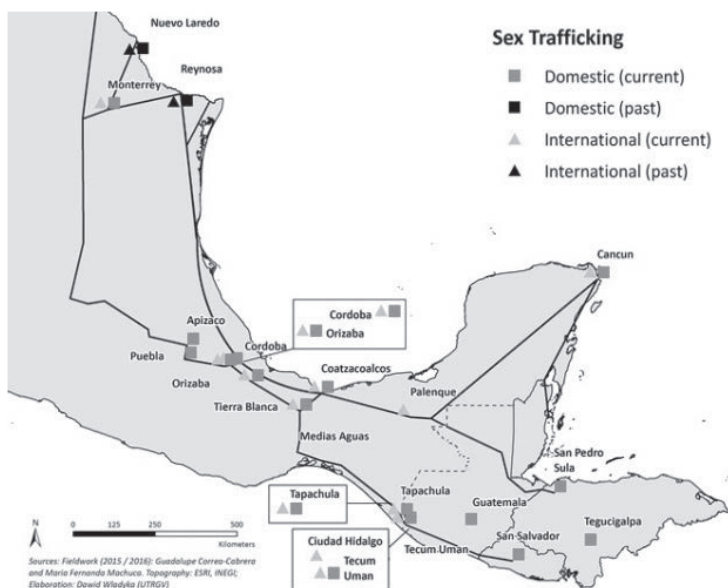 Nuevo Laredo
Reynosa
Monterrey
Sex Trafficking
Domestic (current)
Domestic (past)
International (current)
International (past)
Cancun
Cordoba
Orizaba
Apizaco
Cordoba
Puebla
Coatzacoalcos
Orizaba
Palenque
Tierra Blanca
Medias Aguas
San Pedro
Sula
Tapachula
Tapachula
Guatemala
Ciudad Hidalgo
Tegucigalpa
San Salvador
Tecum Uman
Tecum
Uman
N
0 125 250 500
Kilometers
Sources: Fieldwork (2015 / 2016): Guadalupe Correa-Cabrera
and Maria Fernanda Machuca. Topography: ESRI, INEGI;
Elaboration: Dawid Wladyka (UTRGV)